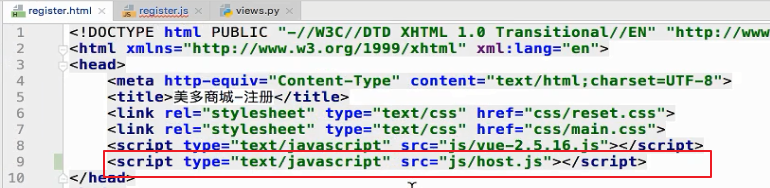 register.html register.js views.py
1 <!DOCTYPE html PUBLIC "-//W3C//DTD XHTML 1.0 Transitional//EN" "http://www
2 <html xmlns="http://www.w3.org/1999/xhtml" xml:lang="en">
3 <head>
4 <meta http-equiv="Content-Type" content="text/html;charset=UTF-8">
5 <title>美多商城-注册</title>
6 <link rel="stylesheet" type="text/css" href="css/reset.css">
7 <link rel="stylesheet" type="text/css" href="css/main.css">
8 <script type="text/javascript" src="js/vue-2.5.16.js"></script>
9 <script type="text/javascript" src="js/host.js"></script>
10 </head>